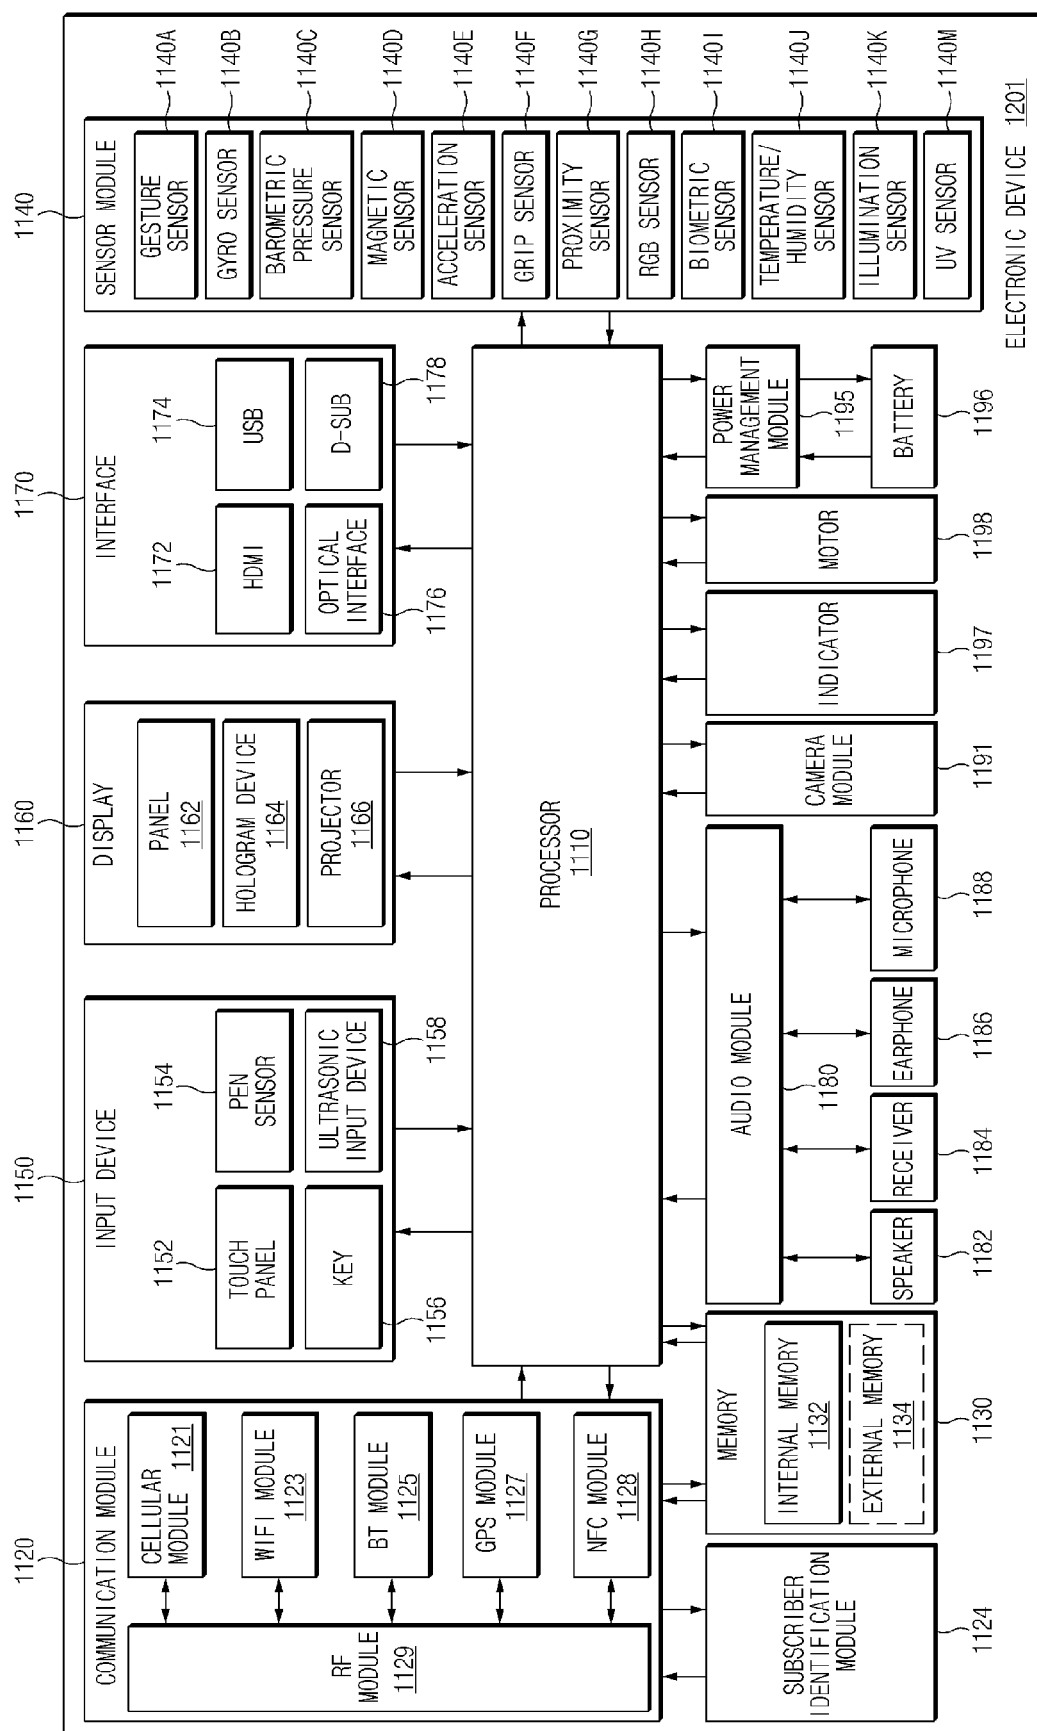 1120
COMMUNICATION MODULE
CELLULAR
MODULE 1121
WIFI MODULE
1123
BT MODULE
1125
GPS MODULE
1127
NFC MODULE
1128
RF
MODULE
1129
1150
INPUT DEVICE
1152
TOUCH
PANEL
1154
PEN
SENSOR
KEY
1156
ULTRASONIC
INPUT DEVICE
1158
1160
DISPLAY
PANEL
1162
HOLOGRAM DEVICE
1164
PROJECTOR
1166
1170
INTERFACE
1172
HDMI
1174
USB
OPTICAL
INTERFACE
1176
D-SUB
1178
1140
SENSOR MODULE
GESTURE
SENSOR
1140A
GYRO SENSOR
1140B
BAROMETRIC
PRESSURE
SENSOR
1140C
MAGNETIC
SENSOR
1140D
ACCELERATION
SENSOR
1140E
GRIP SENSOR
1140F
PROXIMITY
SENSOR
1140G
RGB SENSOR
1140H
BIOMETRIC
SENSOR
1140I
TEMPERATURE/
HUMIDITY
SENSOR
1140J
ILLUMINATION
SENSOR
1140K
UV SENSOR
1140M
PROCESSOR
1110
SUBSCRIBER
IDENTIFICATION
MODULE
1124
MEMORY
INTERNAL MEMORY
1132
EXTERNAL MEMORY
1134
1130
AUDIO MODULE
1180
SPEAKER
1182
RECEIVER
1184
EARPHONE
1186
MICROPHONE
1188
CAMERA
MODULE
1191
INDICATOR
1197
MOTOR
1198
POWER
MANAGEMENT
MODULE
1195
BATTERY
1196
ELECTRONIC DEVICE 1201